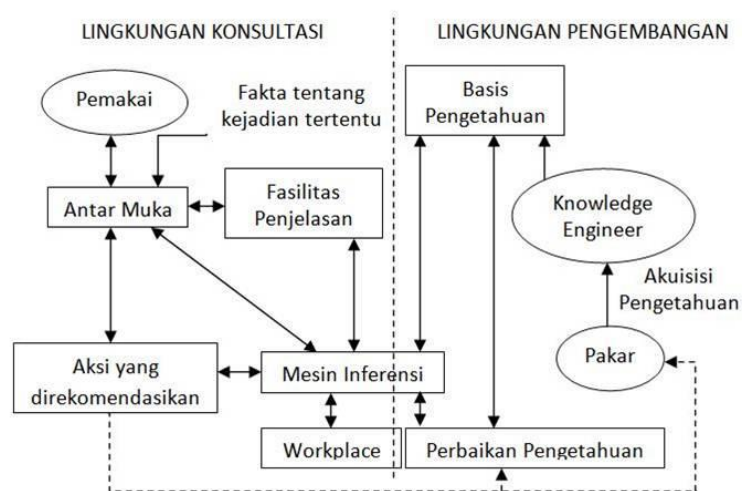 LINGKUNGAN KONSULTASI
LINGKUNGAN PENGEMBANGAN
Pemakai
Fakta tentang
kejadian tertentu
Basis
Pengetahuan
Antar Muka
Fasilitas
Penjelasan
Knowledge
Engineer
Akuisisi
Pengetahuan
Aksi yang
direkomendasikan
Mesin Inferensi
Pakar
Workplace
Perbaikan Pengetahuan